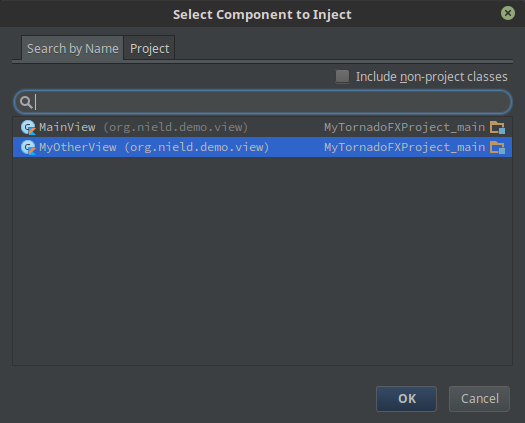 Select Component to Inject
Search by Name Project
Include non-project classes
MainView (org.nield.demo.view) MyTornadoFXProject_main
MyOtherView (org.nield.demo.view) MyTornadoFXProject_main
OK Cancel